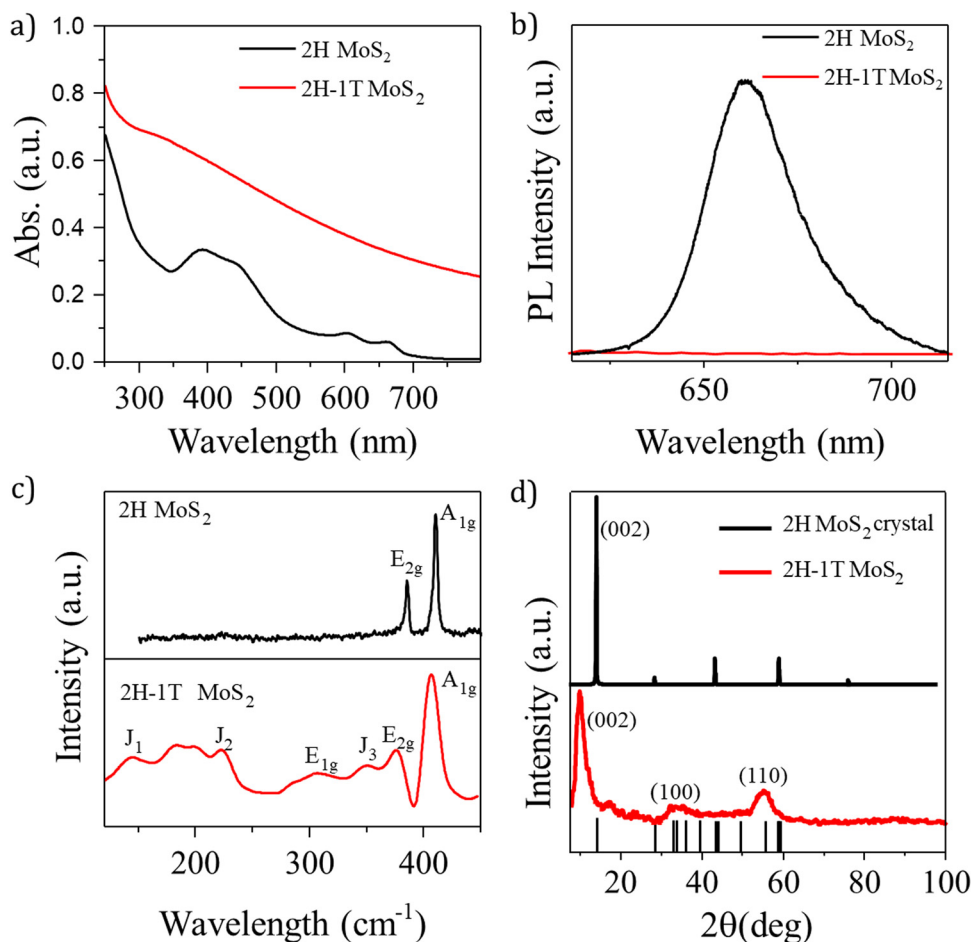 a)
1.0
0.8
0.6
0.4
0.2
0.0
Abs. (a.u.)
2H MoS₂
2H-1T MoS₂
300 400 500 600 700
Wavelength (nm)
b)
PL Intensity (a.u.)
2H MoS₂
2H-1T MoS₂
650 700
Wavelength (nm)
c)
Intensity (a.u.)
2H MoS₂
E₂g
A₁g
2H-1T MoS₂
J₁
J₂
E₁g
J₃
E₂g
A₁g
200 300 400
Wavelength (cm⁻¹)
d)
Intensity (a.u.)
(002)
2H MoS₂ crystal
2H-1T MoS₂
(002)
(100)
(110)
20 40 60 80 100
2θ(deg)